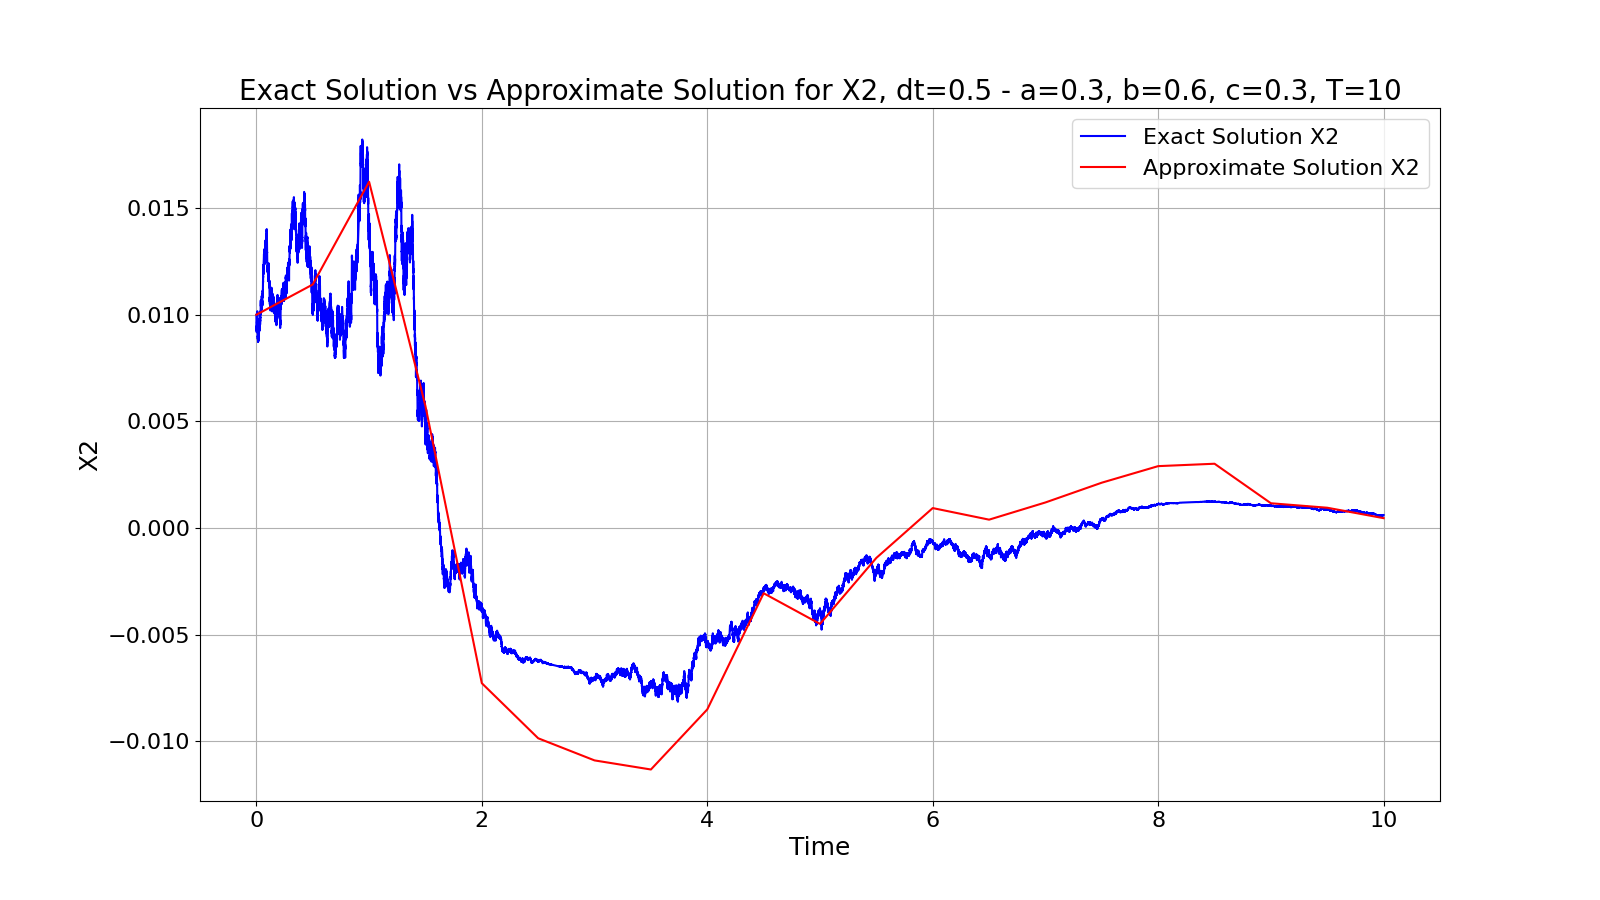 Exact Solution vs Approximate Solution for X2, dt=0.5 - a=0.3, b=0.6, c=0.3, T=10
Exact Solution X2
Approximate Solution X2
0.015
0.010
0.005
0.000
−0.005
−0.010
X2
0 2 4 6 8 10
Time